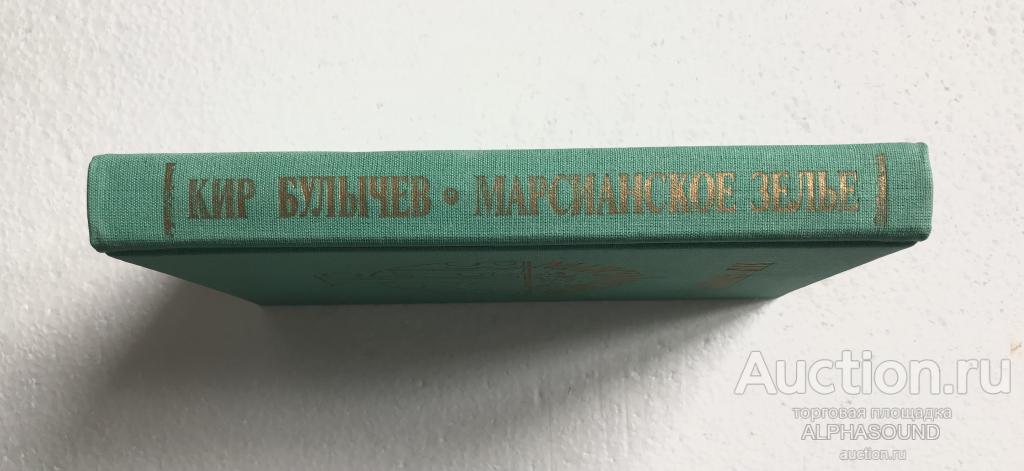 КИР БУЛЫЧЕВ • МАРСИАНСКОЕ ЗЕЛЬЕ
Auction.ru
торговая площадка
ALPHASOUND
auction.ru